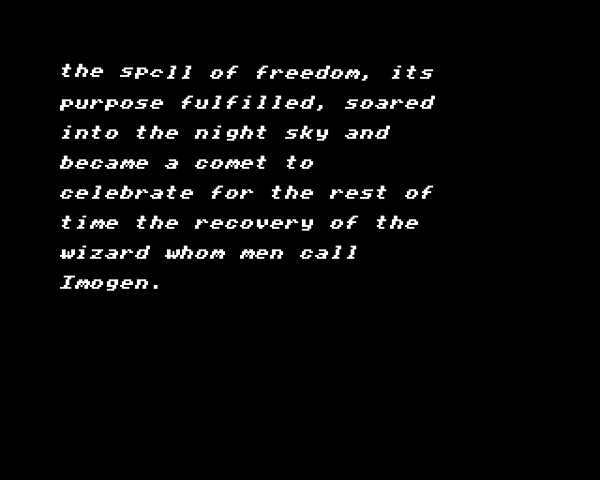 the spell of freedom, its
purpose fulfilled, soared
into the night sky and
became a comet to
celebrate for the rest of
time the recovery of the
wizard whom men call
Imogen.